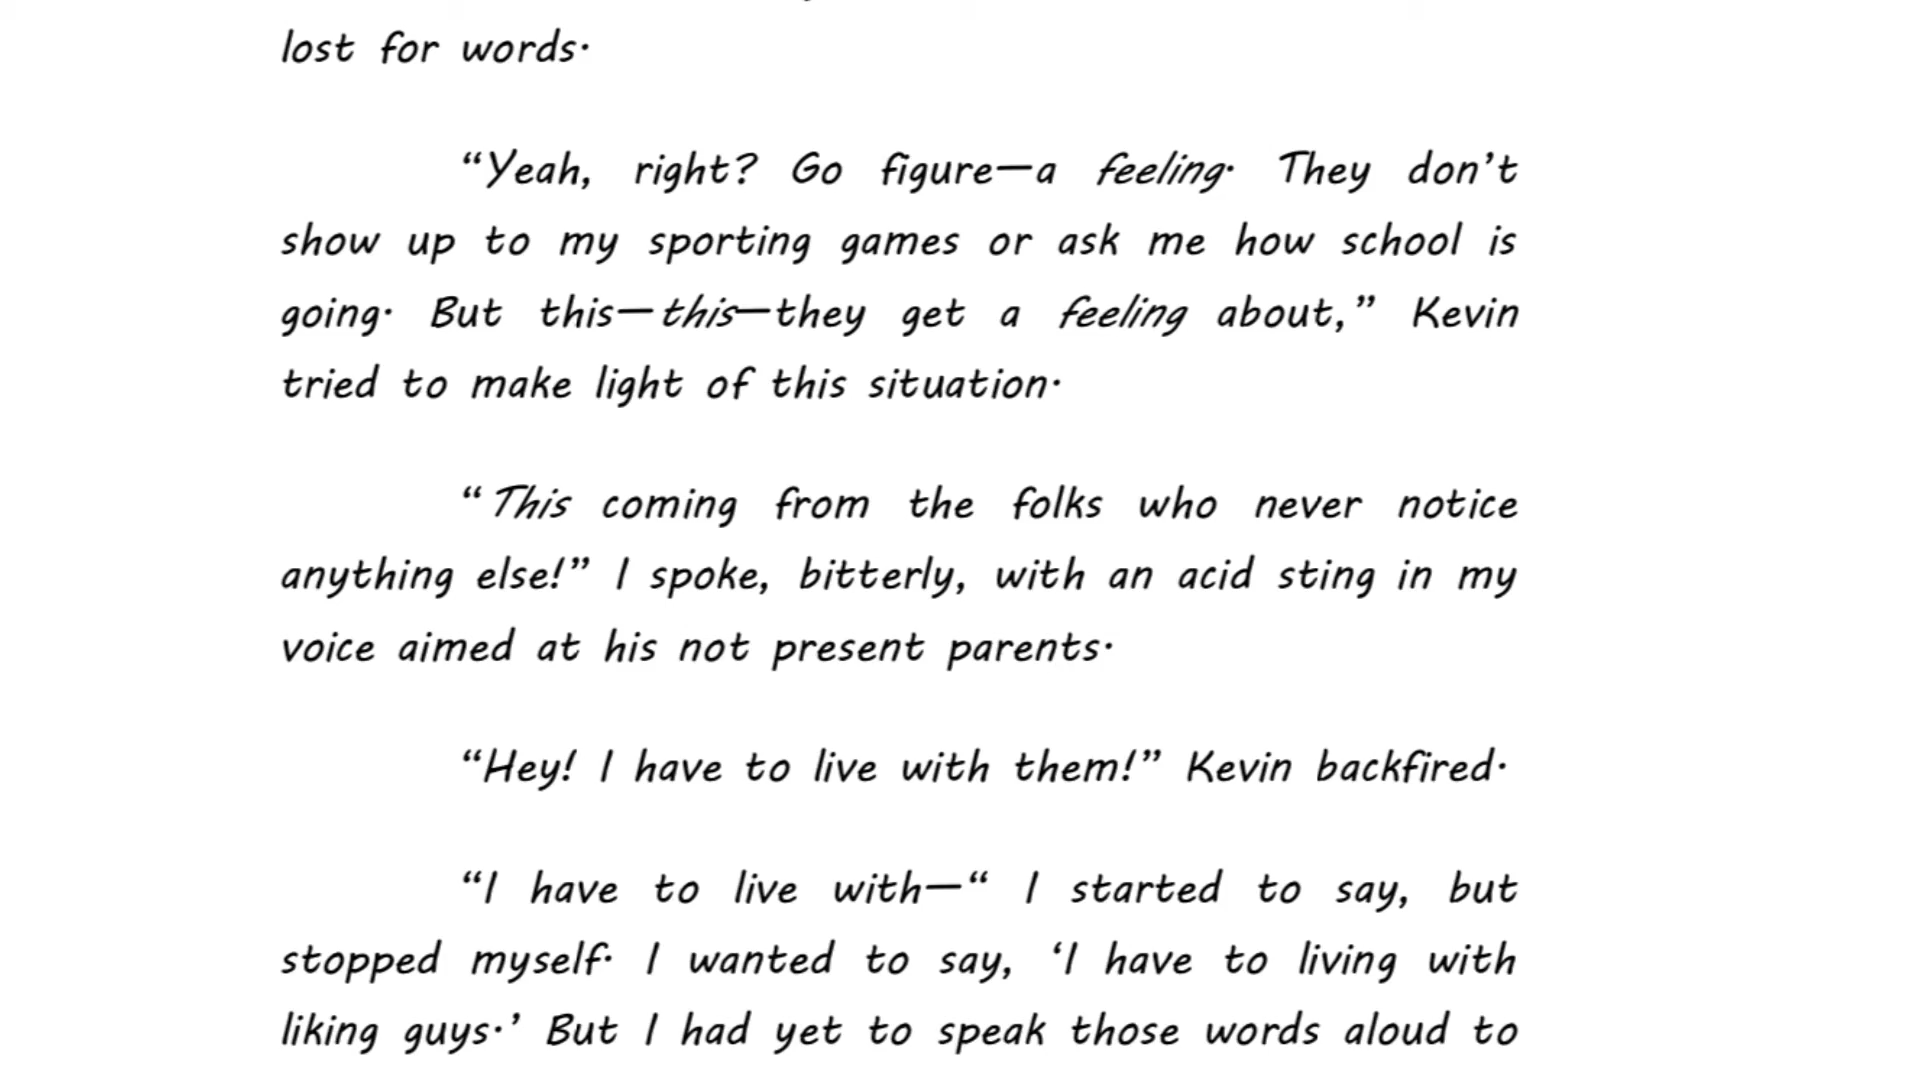 lost for words.
“Yeah, right? Go figure—a feeling. They don’t
show up to my sporting games or ask me how school is
going. But this—this—they get a feeling about,” Kevin
tried to make light of this situation.
“This coming from the folks who never notice
anything else!” I spoke, bitterly, with an acid sting in my
voice aimed at his not present parents.
“Hey! I have to live with them!” Kevin backfired.
“I have to live with—“ I started to say, but
stopped myself. I wanted to say, ‘I have to living with
liking guys.’ But I had yet to speak those words aloud to